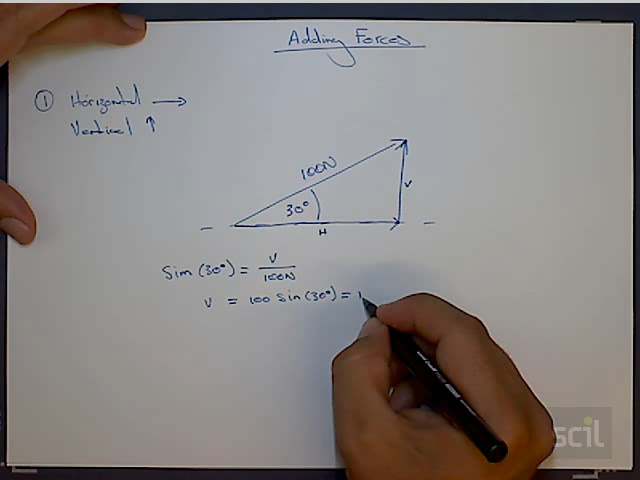 Adding Forces
① Horizontal →
Vertical ↑
100N
30°
V
H
Sin (30°) = V / 100N
V = 100 Sin (30°) =
scil